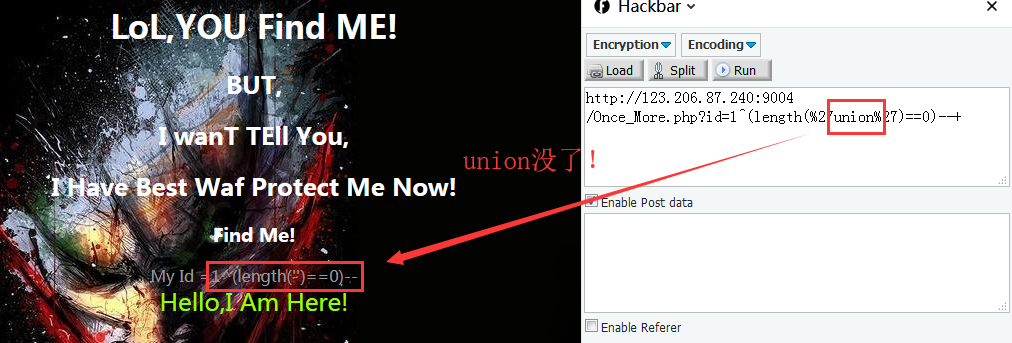 LoL,YOU Find ME!
BUT,
I wanT TEll You,
I Have Best Waf Protect Me Now!
Find Me!
My Id =1^(length('')==0)--
Hello,I Am Here!
union没了！
Hackbar
Encryption
Encoding
Load
Split
Run
http://123.206.87.240:9004
/Once_More.php?id=1^(length(%27union%27)==0)--+
Enable Post data
Enable Referer